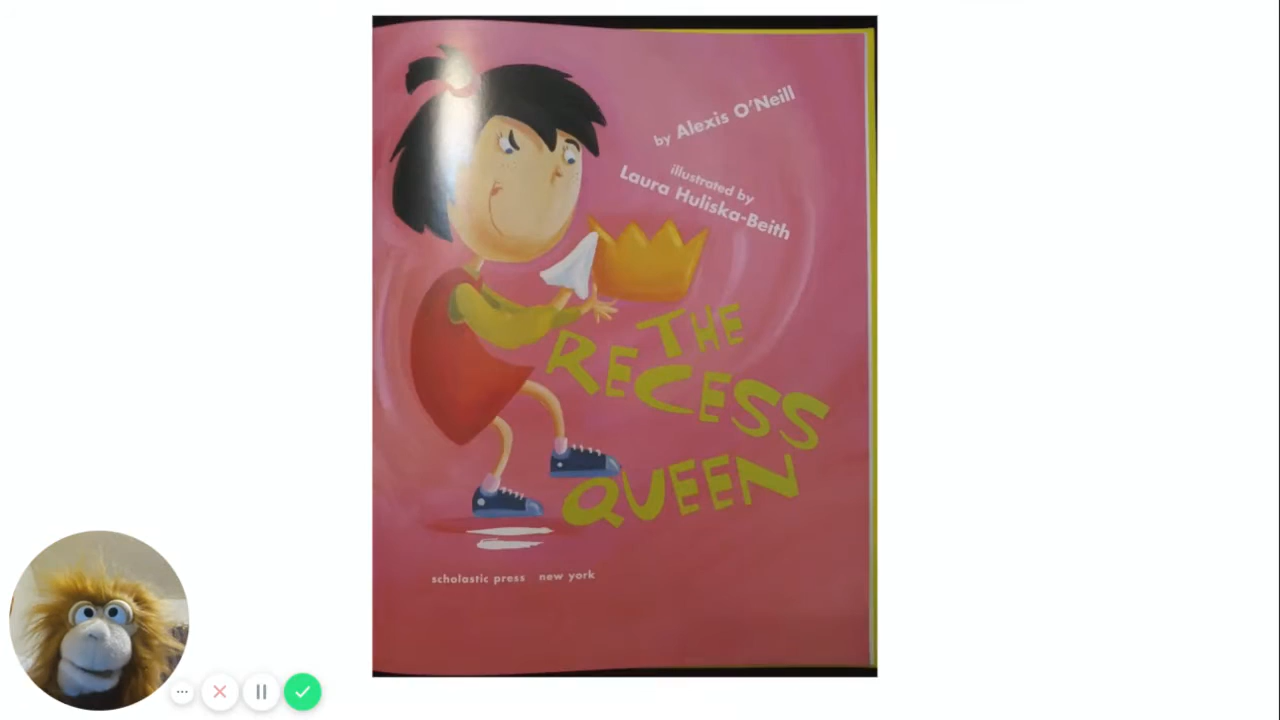 by Alexis O'Neill
illustrated by
Laura Huliska-Beith
THE
RECESS
QUEEN
scholastic press new york